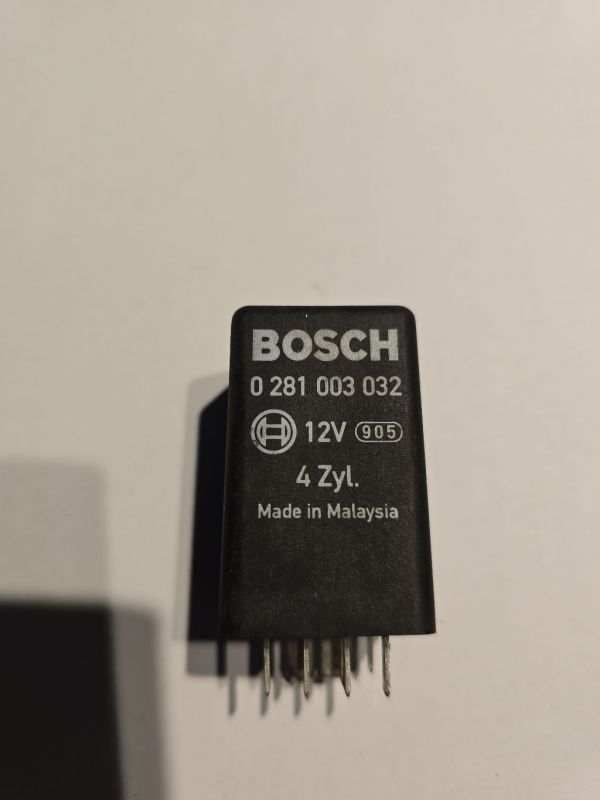 BOSCH
0 281 003 032
12V 905
4 Zyl.
Made in Malaysia